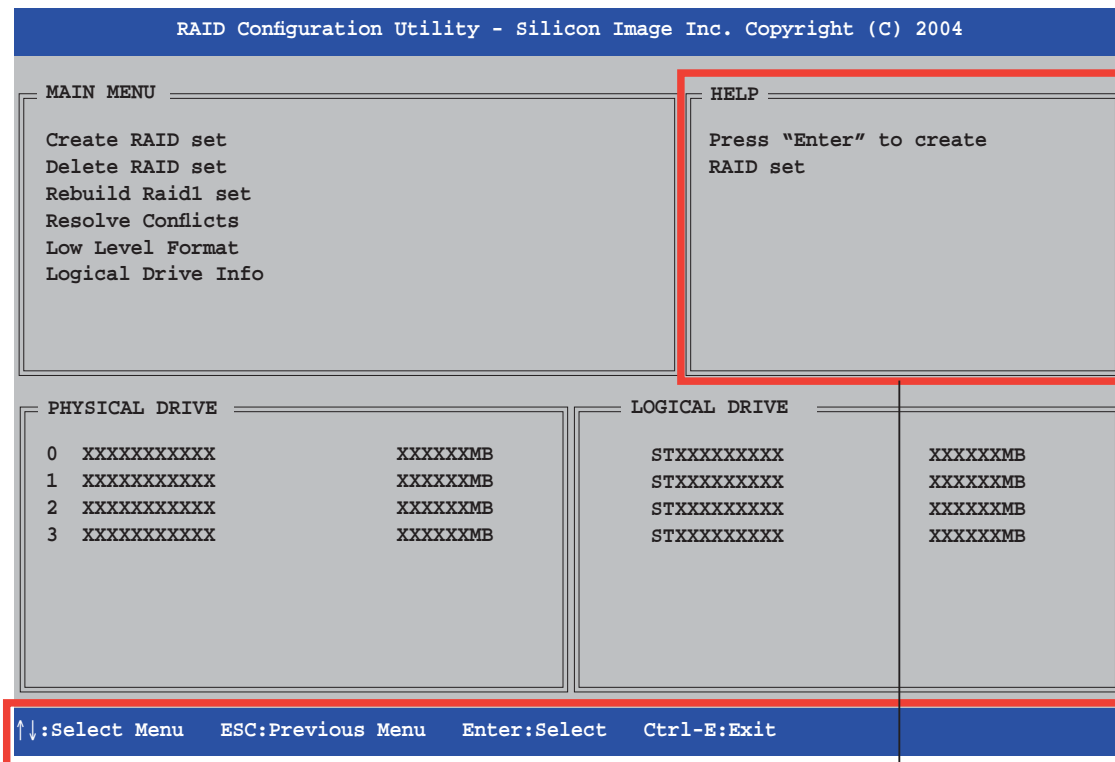 RAID Configuration Utility - Silicon Image Inc. Copyright (C) 2004
MAIN MENU
Create RAID set
Delete RAID set
Rebuild Raid1 set
Resolve Conflicts
Low Level Format
Logical Drive Info
HELP
Press “Enter” to create
RAID set
PHYSICAL DRIVE
0 XXXXXXXXXXX XXXXXXMB
1 XXXXXXXXXXX XXXXXXMB
2 XXXXXXXXXXX XXXXXXMB
3 XXXXXXXXXXX XXXXXXMB
LOGICAL DRIVE
STXXXXXXXXX XXXXXXMB
STXXXXXXXXX XXXXXXMB
STXXXXXXXXX XXXXXXMB
STXXXXXXXXX XXXXXXMB
↑↓:Select Menu ESC:Previous Menu Enter:Select Ctrl-E:Exit